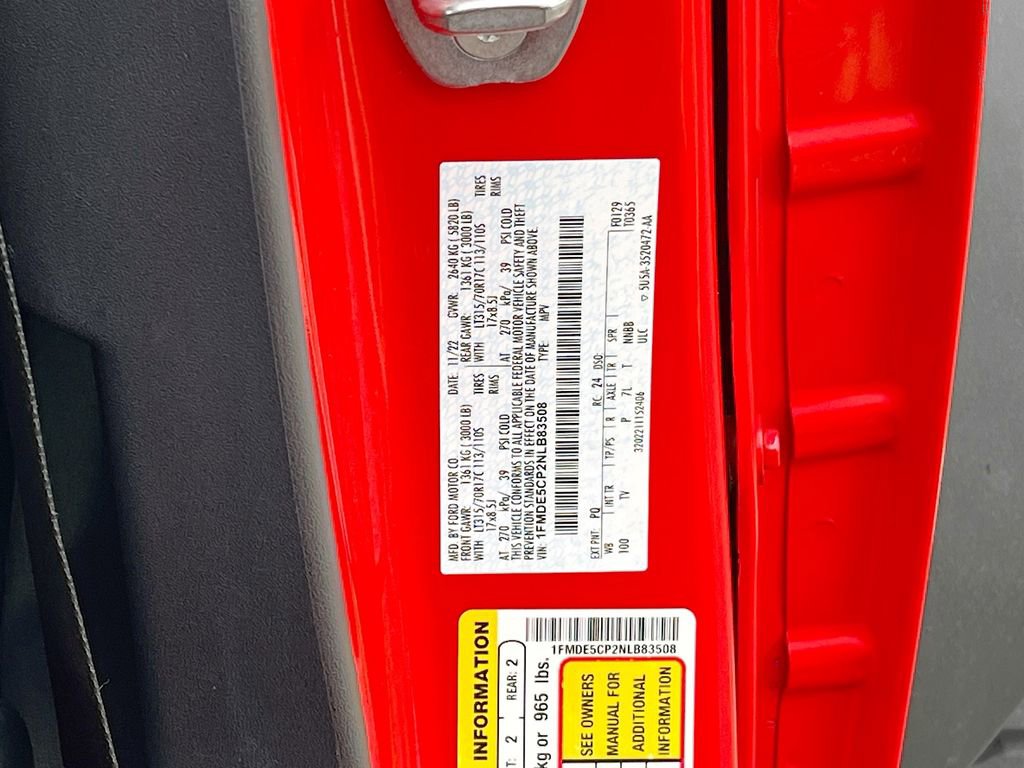 MFD. BY FORD MOTOR CO. DATE: 11/22 GVWR: 2640 KG ( 5820 LB)
FRONT GAWR: 1361 KG ( 3000 LB) REAR GAWR: 1361 KG ( 3000 LB)
WITH LT315/70R17C 113/110S TIRES WITH LT315/70R17C 113/110S TIRES
17x8.5J RIMS 17x8.5J RIMS
AT 270 kPa/ 39 PSI COLD AT 270 kPa/ 39 PSI COLD
THIS VEHICLE CONFORMS TO ALL APPLICABLE FEDERAL MOTOR VEHICLE SAFETY AND THEFT
PREVENTION STANDARDS IN EFFECT ON THE DATE OF MANUFACTURE SHOWN ABOVE.
VIN: 1FMDE5CP2NLB83508 TYPE: MPV
EXT PNT: PQ RC: 24 DSO: F0129
WB INT TR TP/PS R AXLE TR SPR T0365
100 TV P 7L T NNBB
3202211152406 ULC
5U5A-3520472-AA
INFORMATION
T: 2 REAR: 2
kg or 965 lbs.
1FMDE5CP2NLB83508
SEE OWNERS
MANUAL FOR
ADDITIONAL
INFORMATION